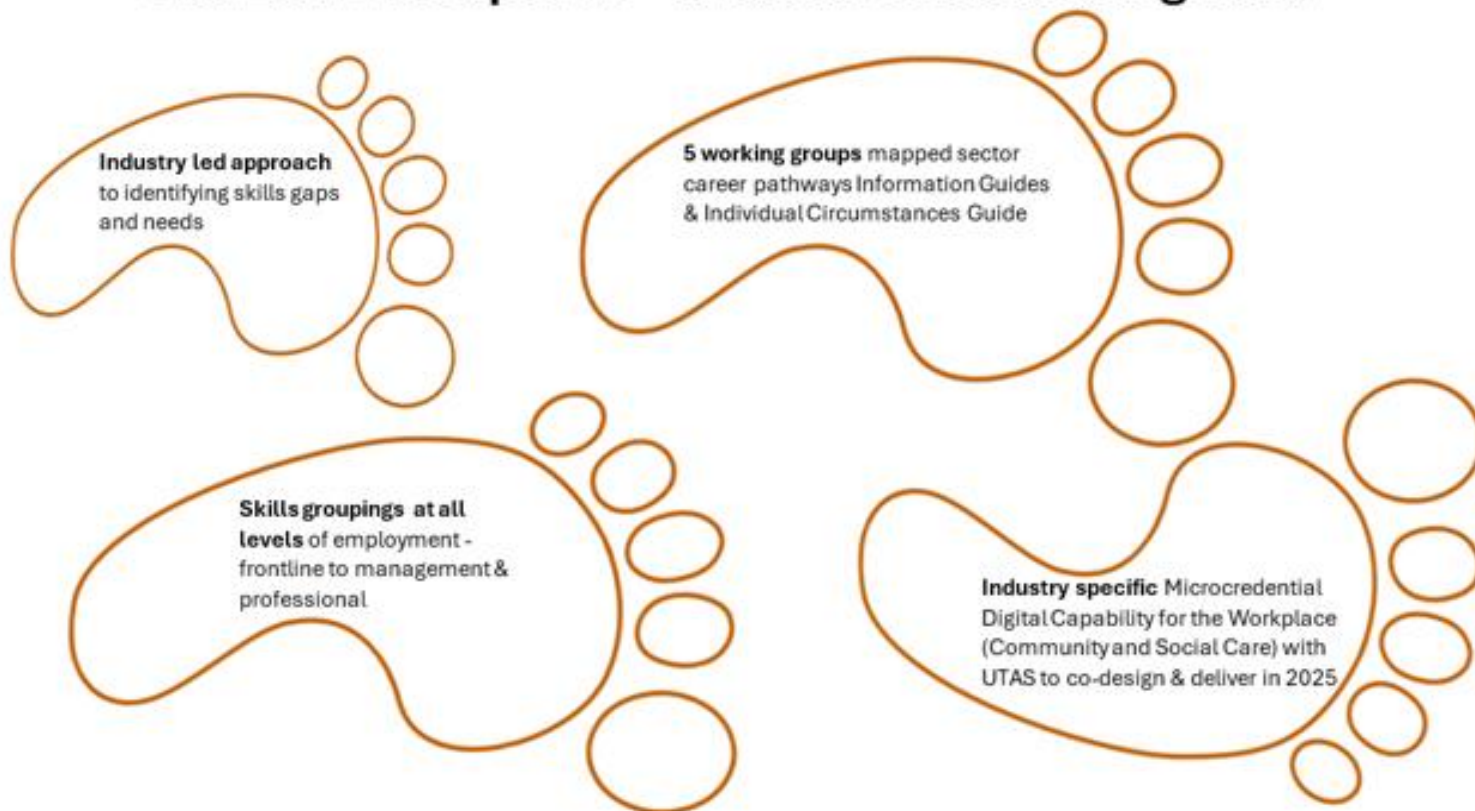 Industry led approach
to identifying skills gaps
and needs
5 working groups mapped sector
career pathways Information Guides
& Individual Circumstances Guide
Skills groupings at all
levels of employment -
frontline to management &
professional
Industry specific Microcredential
Digital Capability for the Workplace
(Community and Social Care) with
UTAS to co-design & deliver in 2025